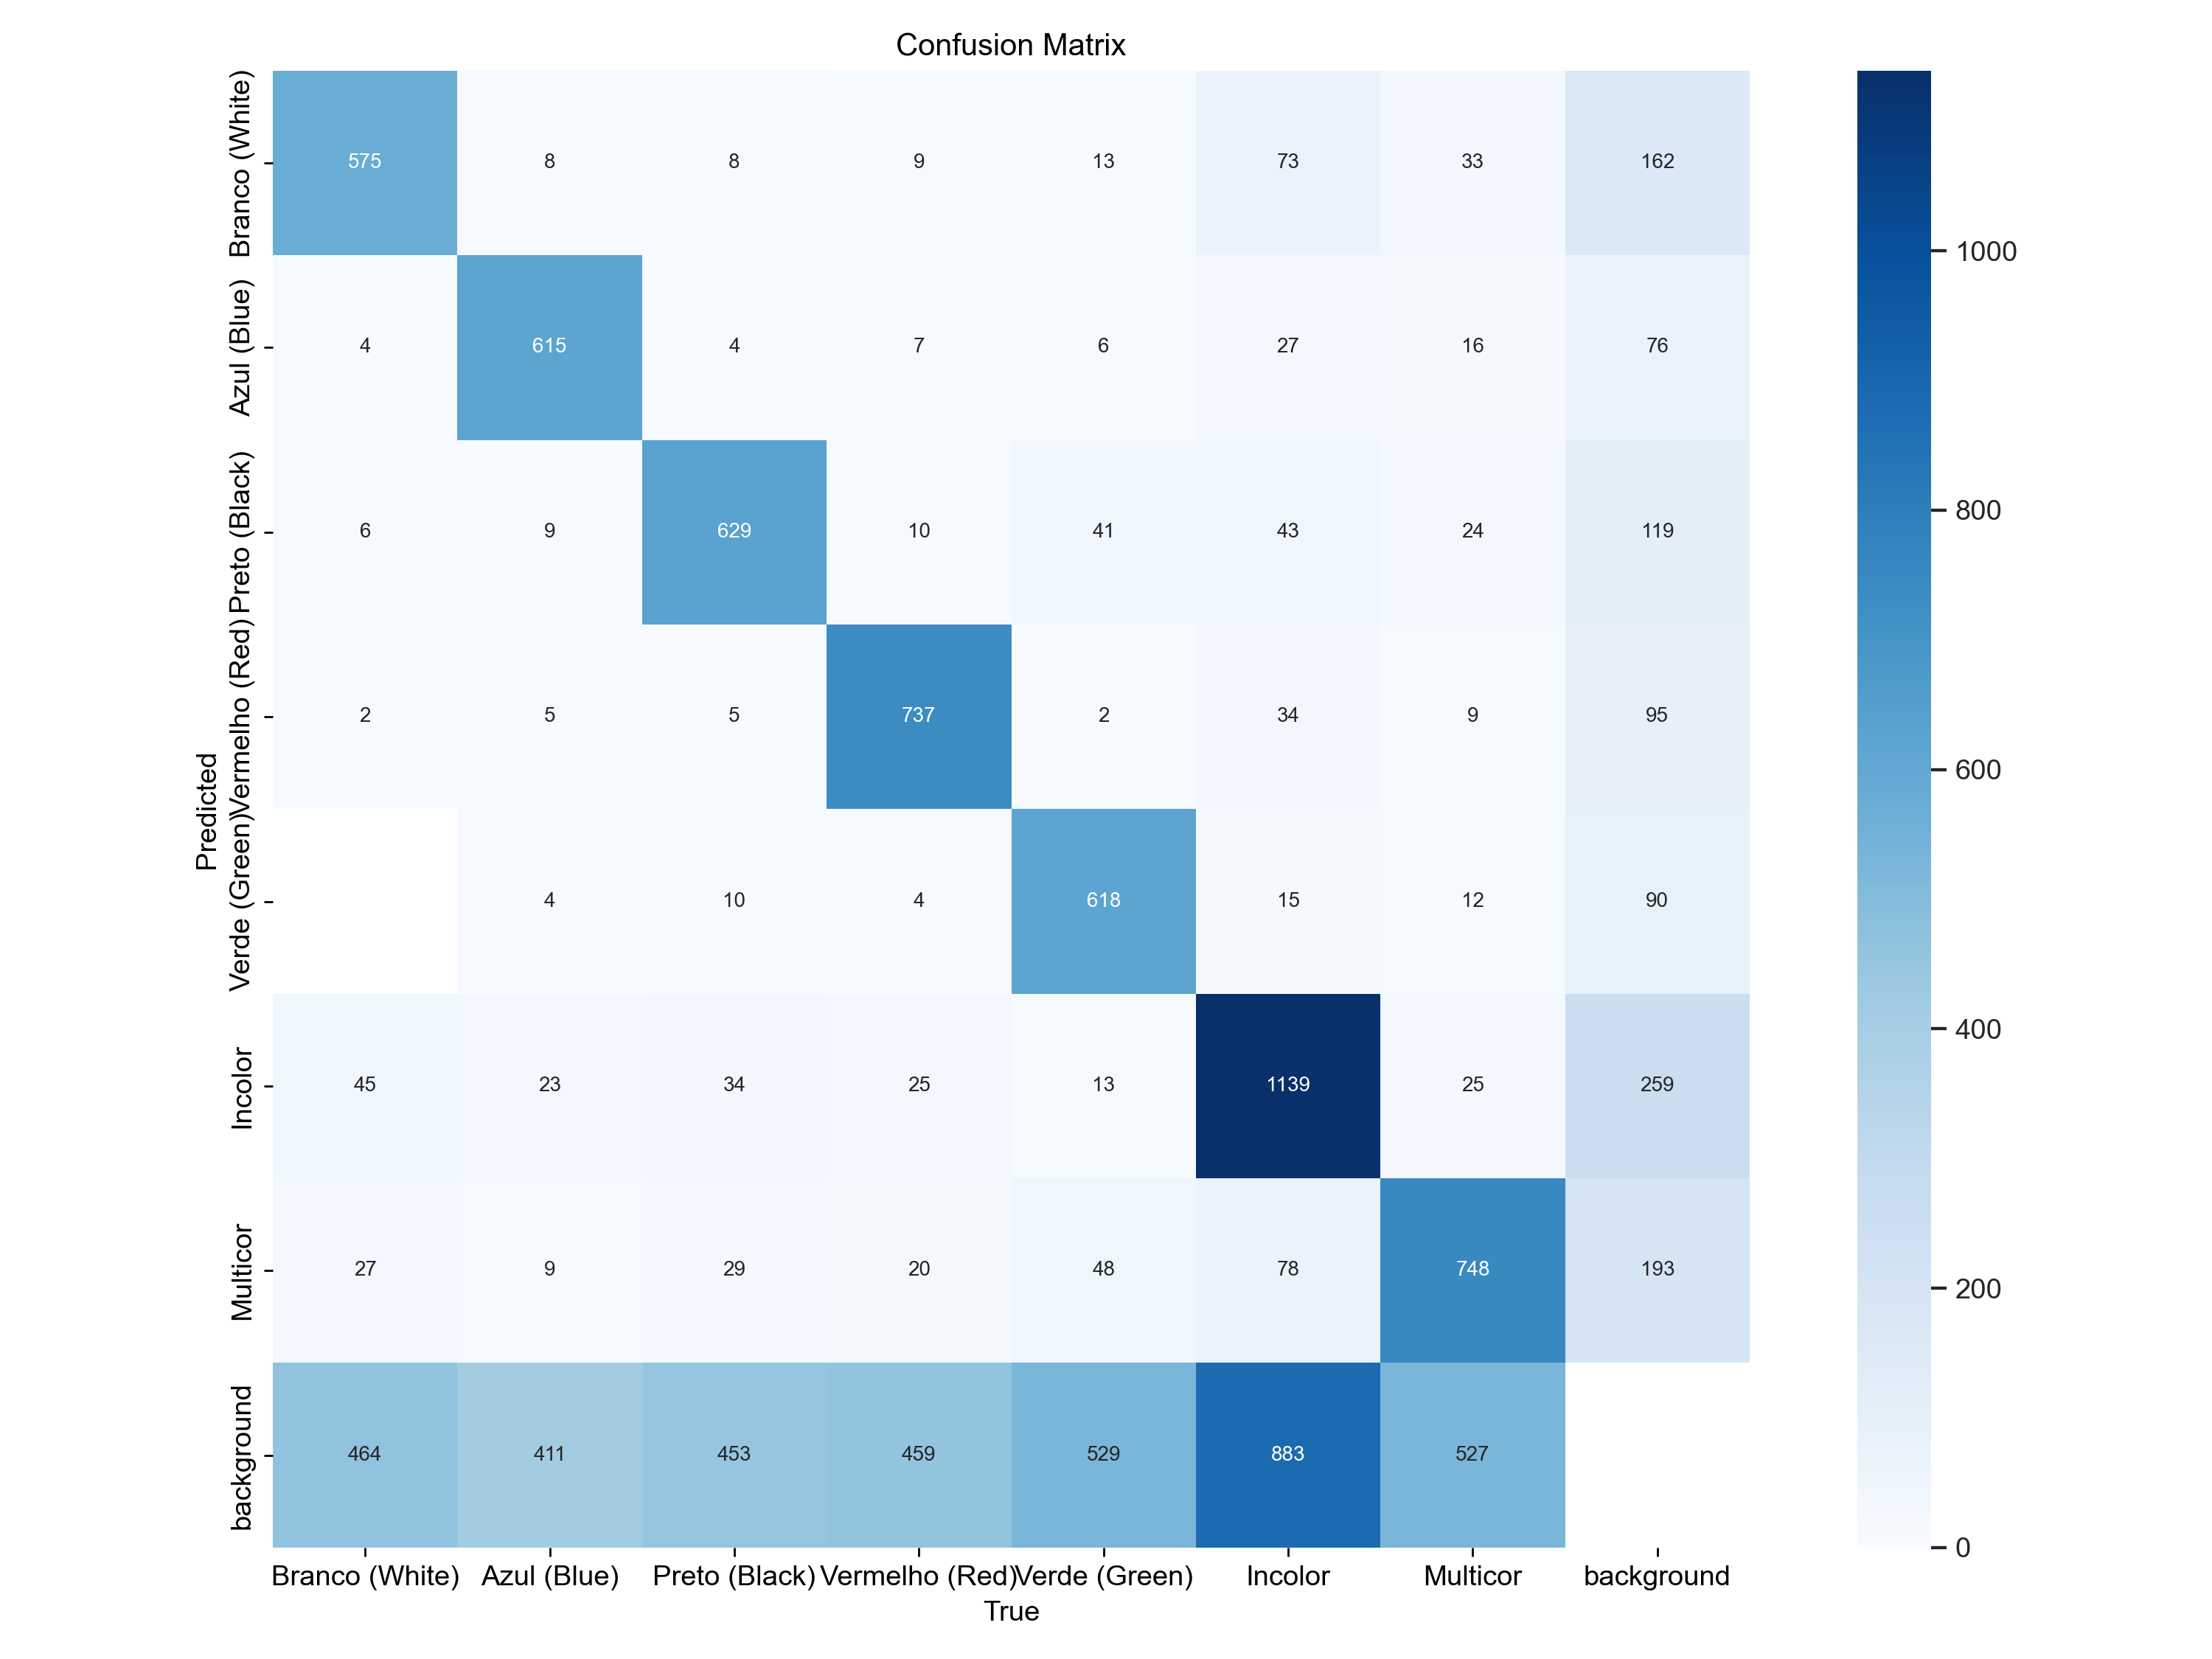 Confusion Matrix
Branco (White) 575 8 8 9 13 73 33 162
Azul (Blue) 4 615 4 7 6 27 16 76
Preto (Black) 6 9 629 10 41 43 24 119
Vermelho (Red) 2 5 5 737 2 34 9 95
Verde (Green) 4 10 4 618 15 12 90
Incolor 45 23 34 25 13 1139 25 259
Multicor 27 9 29 20 48 78 748 193
background 464 411 453 459 529 883 527
Predicted
Branco (White) Azul (Blue) Preto (Black) Vermelho (Red) Verde (Green) Incolor Multicor background
True
1000
800
600
400
200
0